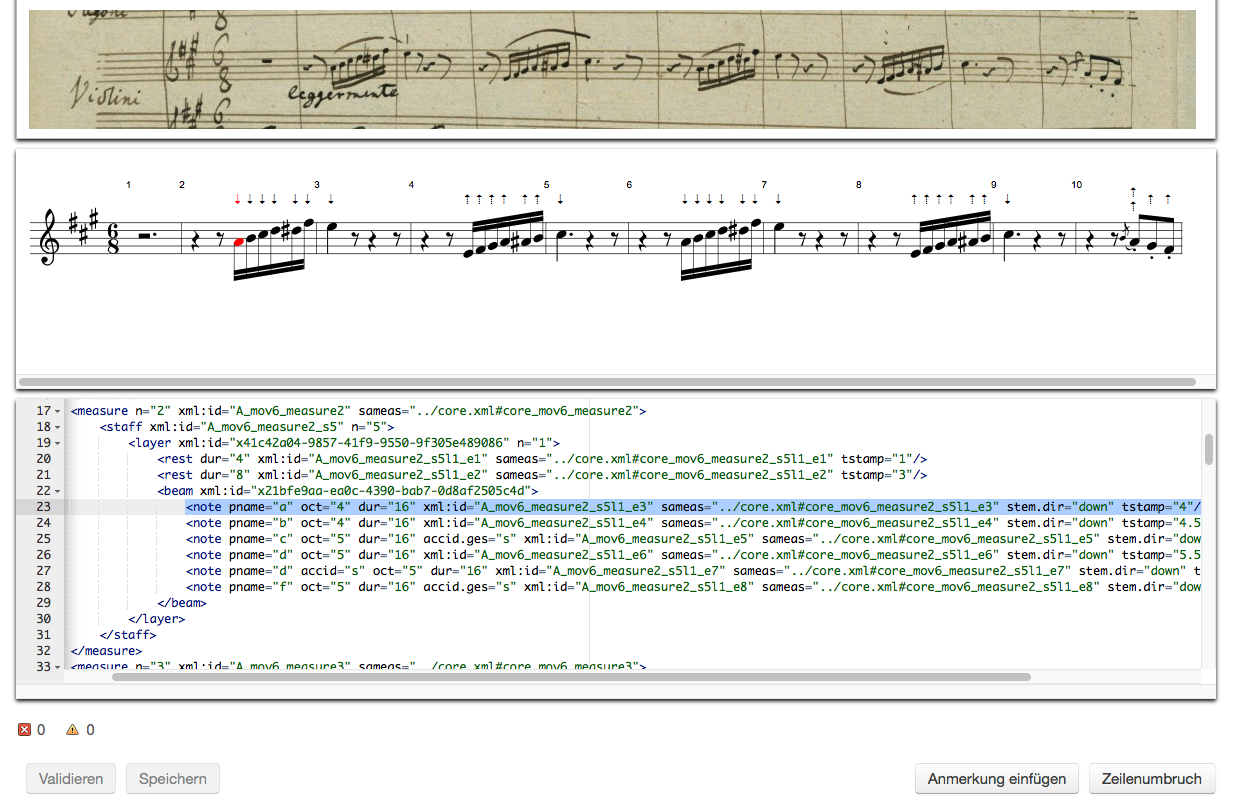 Fagoni
6
8
Violini
leggermente
6
8
1 2 3 4 5 6 7 8 9 10
6
8
17 <measure n="2" xml:id="A_mov6_measure2" sameas="../core.xml#core_mov6_measure2">
18 <staff xml:id="A_mov6_measure2_s5" n="5">
19 <layer xml:id="x41c42a04-9857-41f9-9550-9f305e489086" n="1">
20 <rest dur="4" xml:id="A_mov6_measure2_s5l1_e1" sameas="../core.xml#core_mov6_measure2_s5l1_e1" tstamp="1"/>
21 <rest dur="8" xml:id="A_mov6_measure2_s5l1_e2" sameas="../core.xml#core_mov6_measure2_s5l1_e2" tstamp="3"/>
22 <beam xml:id="x21bfe9aa-ea0c-4390-bab7-0d8af2505c4d">
23 <note pname="a" oct="4" dur="16" xml:id="A_mov6_measure2_s5l1_e3" sameas="../core.xml#core_mov6_measure2_s5l1_e3" stem.dir="down" tstamp="4"/
24 <note pname="b" oct="4" dur="16" xml:id="A_mov6_measure2_s5l1_e4" sameas="../core.xml#core_mov6_measure2_s5l1_e4" stem.dir="down" tstamp="4.5
25 <note pname="c" oct="5" dur="16" accid.ges="s" xml:id="A_mov6_measure2_s5l1_e5" sameas="../core.xml#core_mov6_measure2_s5l1_e5" stem.dir="dow
26 <note pname="d" oct="5" dur="16" xml:id="A_mov6_measure2_s5l1_e6" sameas="../core.xml#core_mov6_measure2_s5l1_e6" stem.dir="down" tstamp="5.5
27 <note pname="d" accid="s" oct="5" dur="16" xml:id="A_mov6_measure2_s5l1_e7" sameas="../core.xml#core_mov6_measure2_s5l1_e7" stem.dir="down" t
28 <note pname="f" oct="5" dur="16" accid.ges="s" xml:id="A_mov6_measure2_s5l1_e8" sameas="../core.xml#core_mov6_measure2_s5l1_e8" stem.dir="dow
29 </beam>
30 </layer>
31 </staff>
32 </measure>
33 <measure n="3" xml:id="A_mov6_measure3" sameas="../core.xml#core_mov6_measure3">
0 0
Validieren Speichern Anmerkung einfügen Zeilenumbruch